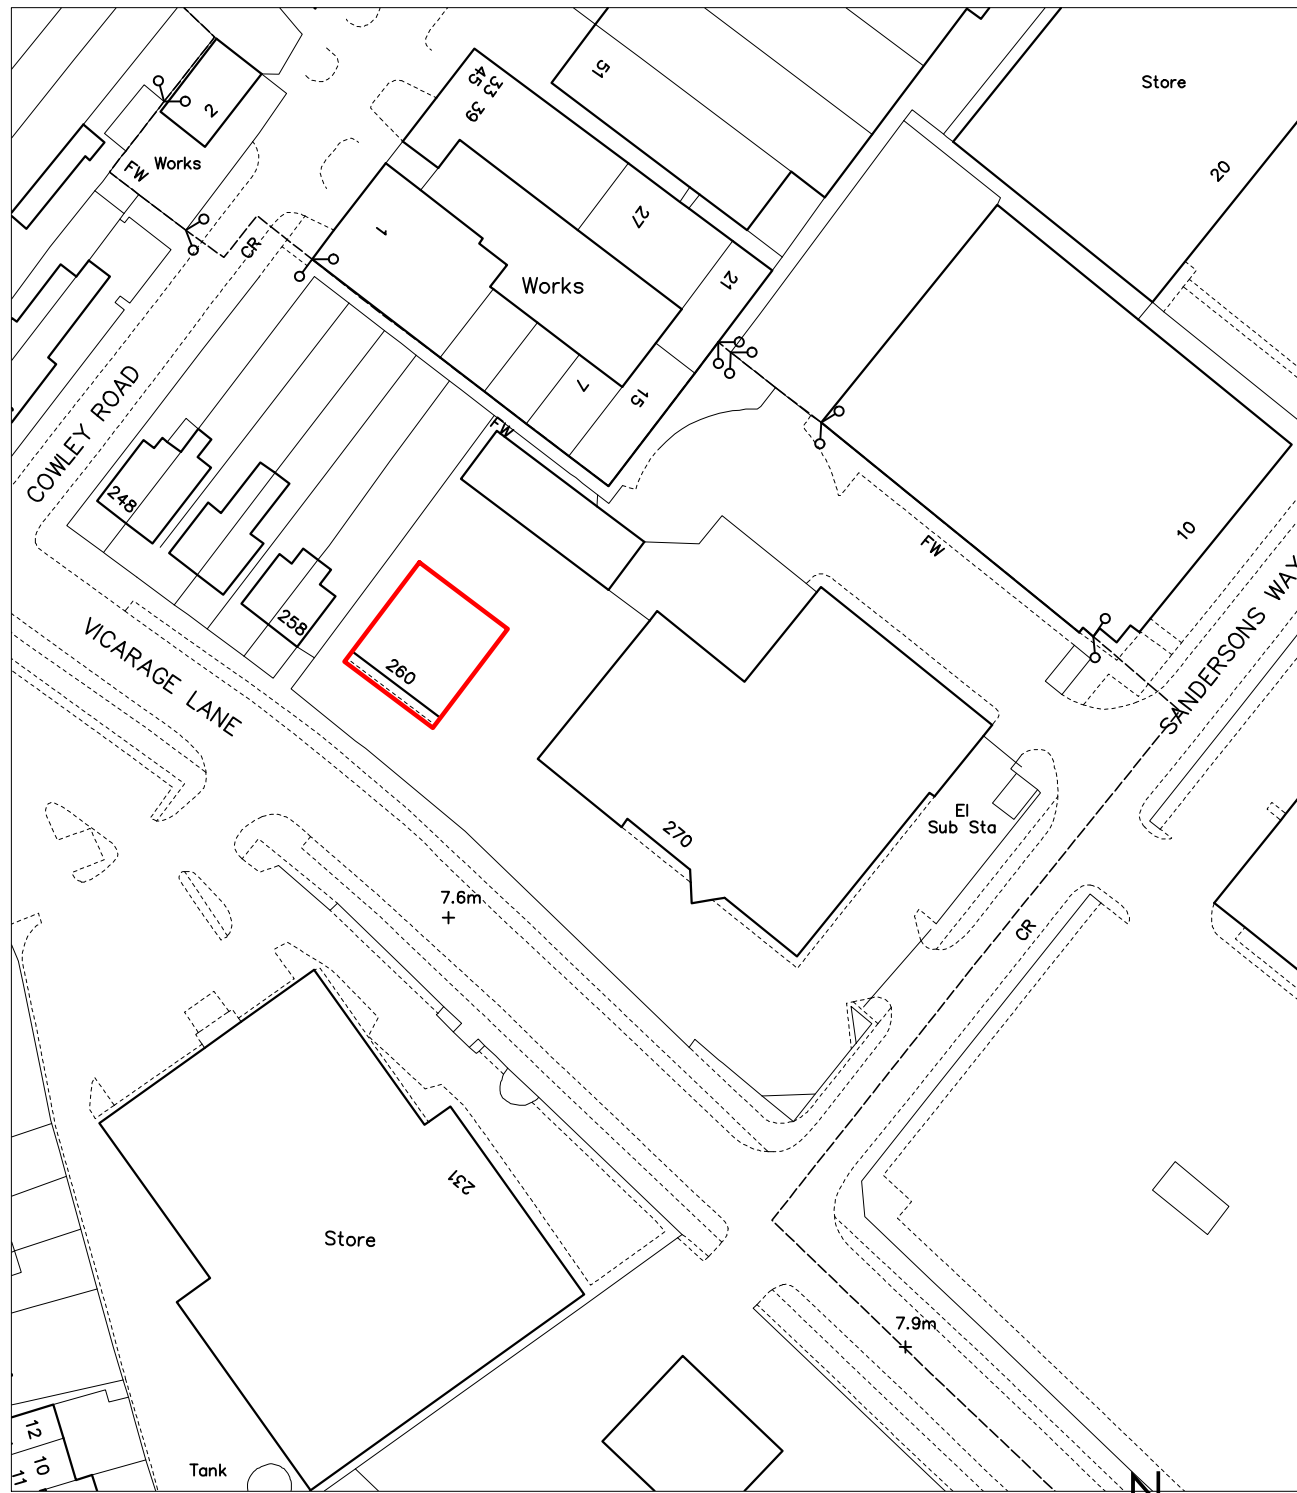 51
Store
33
45
39
2
Works
FW
20
27
1
CR
21
Works
7
15
COWLEY ROAD
FW
248
10
FW
258
VICARAGE LANE
260
SANDERSONS WAY
El
Sub Sta
270
7.6m
CR
231
Store
7.9m
12
10
11
Tank
N